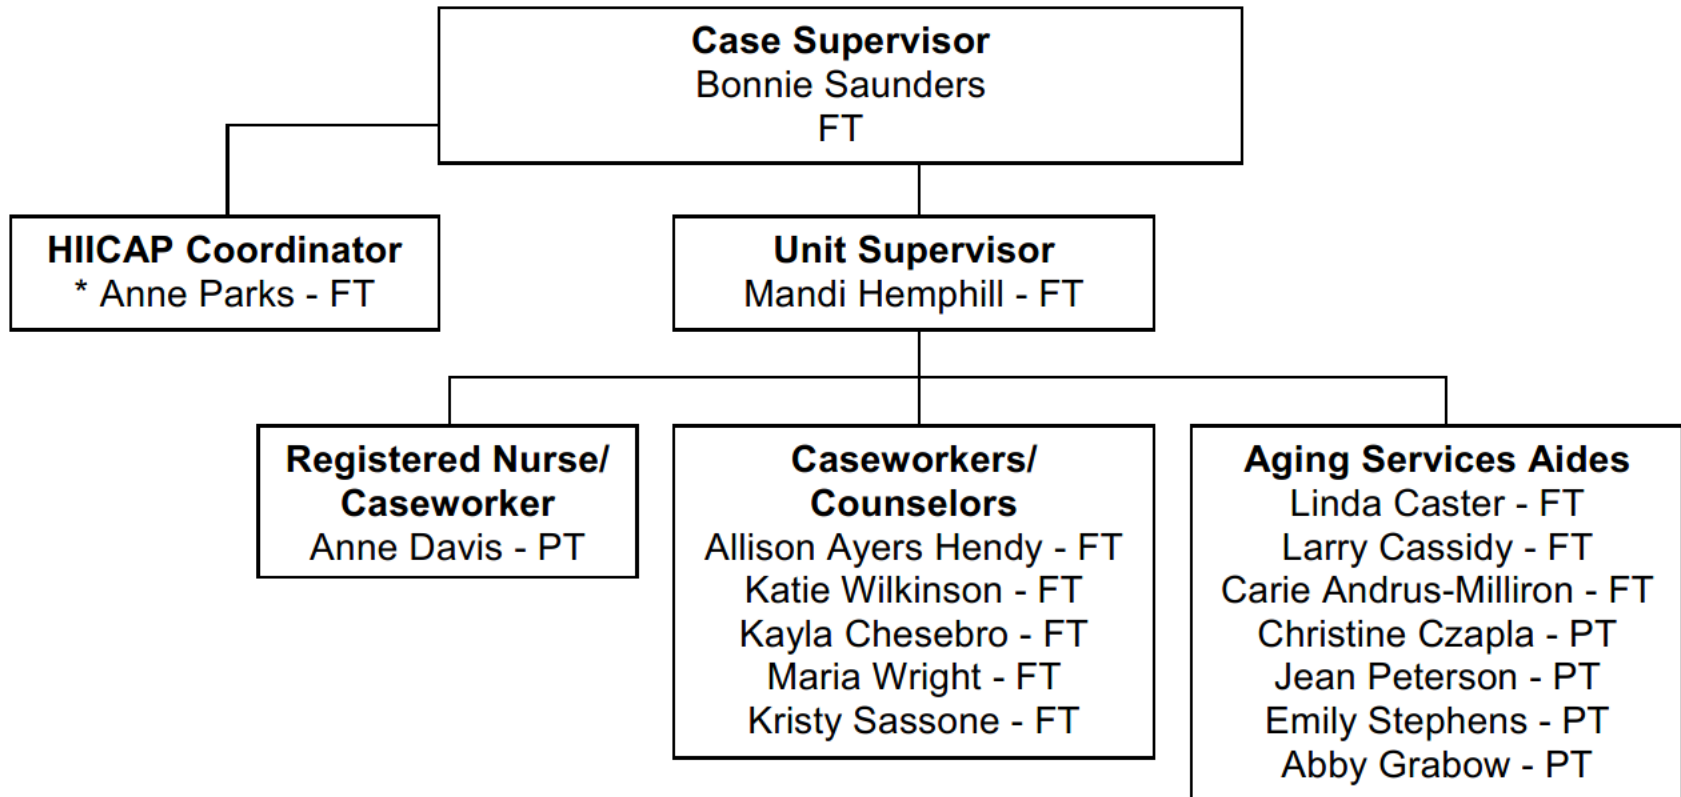 Case Supervisor
Bonnie Saunders
FT
HIICAP Coordinator
* Anne Parks - FT
Unit Supervisor
Mandi Hemphill - FT
Registered Nurse/
Caseworker
Anne Davis - PT
Caseworkers/
Counselors
Allison Ayers Hendy - FT
Katie Wilkinson - FT
Kayla Chesebro - FT
Maria Wright - FT
Kristy Sassone - FT
Aging Services Aides
Linda Caster - FT
Larry Cassidy - FT
Carie Andrus-Milliron - FT
Christine Czapla - PT
Jean Peterson - PT
Emily Stephens - PT
Abby Grabow - PT